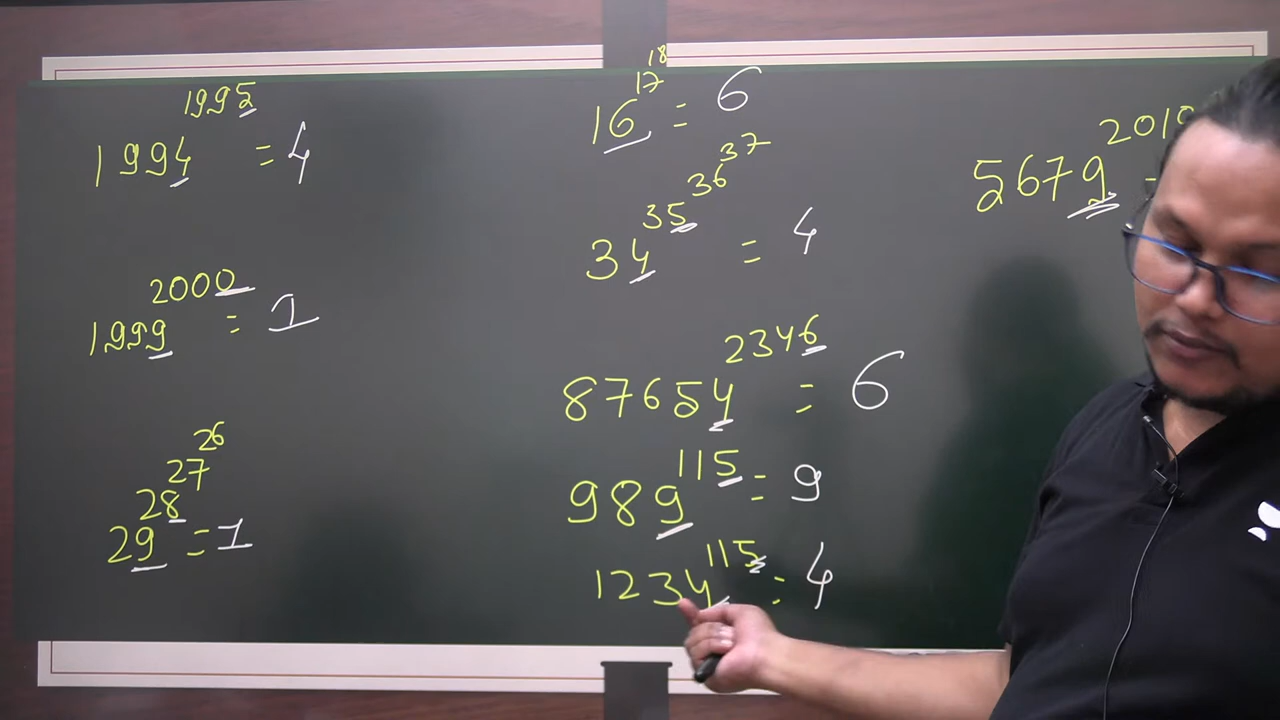 1994^1995 = 4
1999^2000 = 1
29^28^27^26 = 1
16^17^18 = 6
34^35^36^37 = 4
87654^2346 = 6
989^115 = 9
1234^115 = 4
5679^2010 -